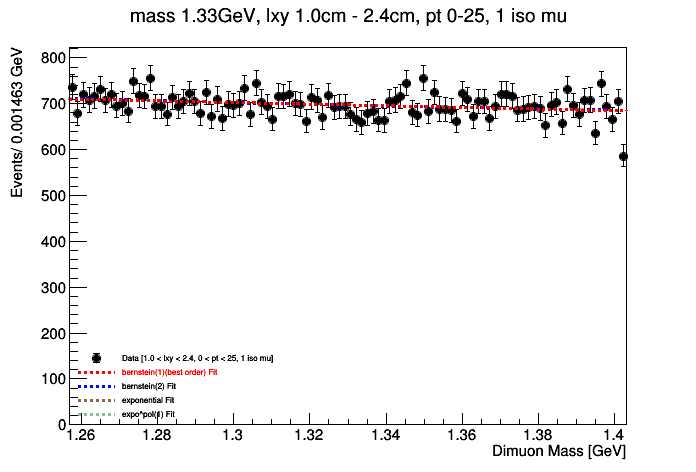 mass 1.33GeV, lxy 1.0cm - 2.4cm, pt 0-25, 1 iso mu
Events/ 0.001463 GeV
800
700
600
500
400
300
200
100
0
Data [1.0 < lxy < 2.4, 0 < pt < 25, 1 iso mu]
bernstein(1)(best order) Fit
bernstein(2) Fit
exponential Fit
expo^pol(1) Fit
1.26 1.28 1.3 1.32 1.34 1.36 1.38 1.4
Dimuon Mass [GeV]